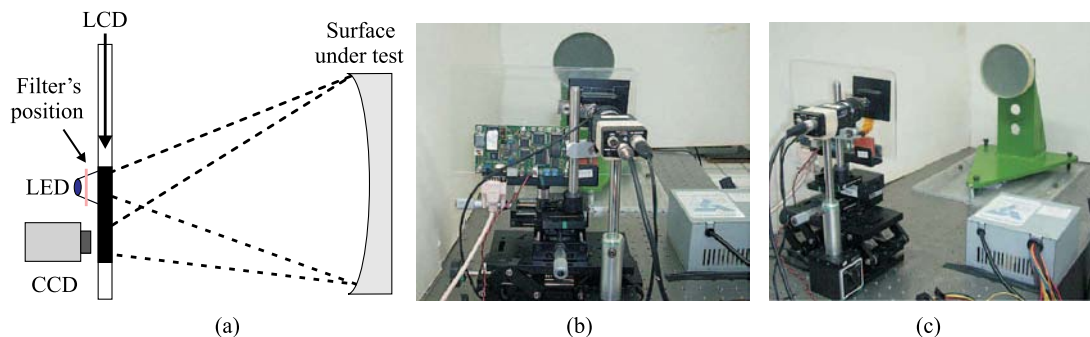 LCD
Surface
under test
Filter's
position
LED
CCD
(a)
(b)
(c)